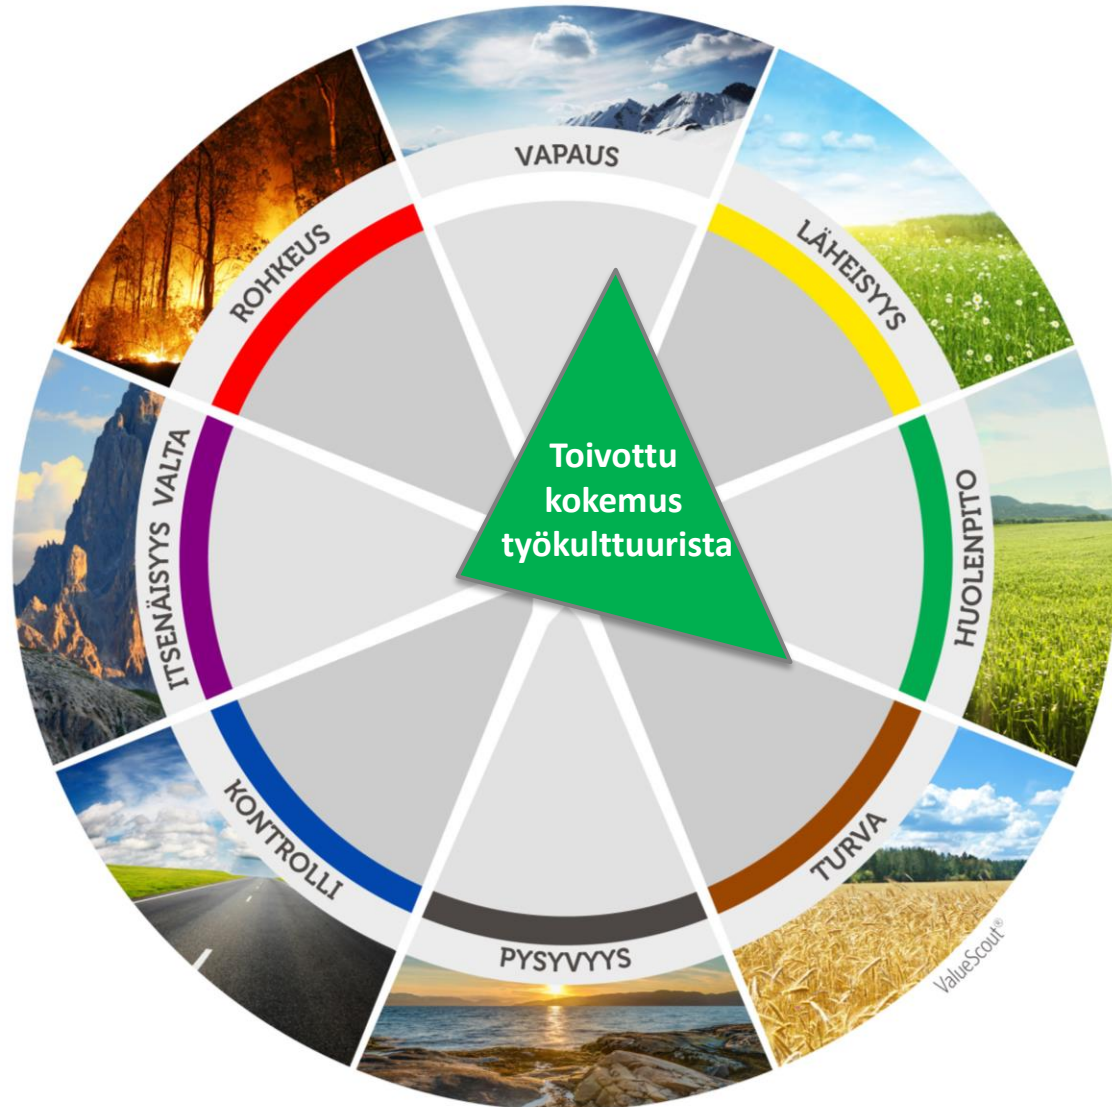 VAPAUS
LÄHEISYYS
HUOLENPITO
TURVA
PYSYVYYS
KONTROLLI
ITSENÄISYYS VALTA
ROHKEUS
Toivottu
kokemus
työkulttuurista
ValueScout®